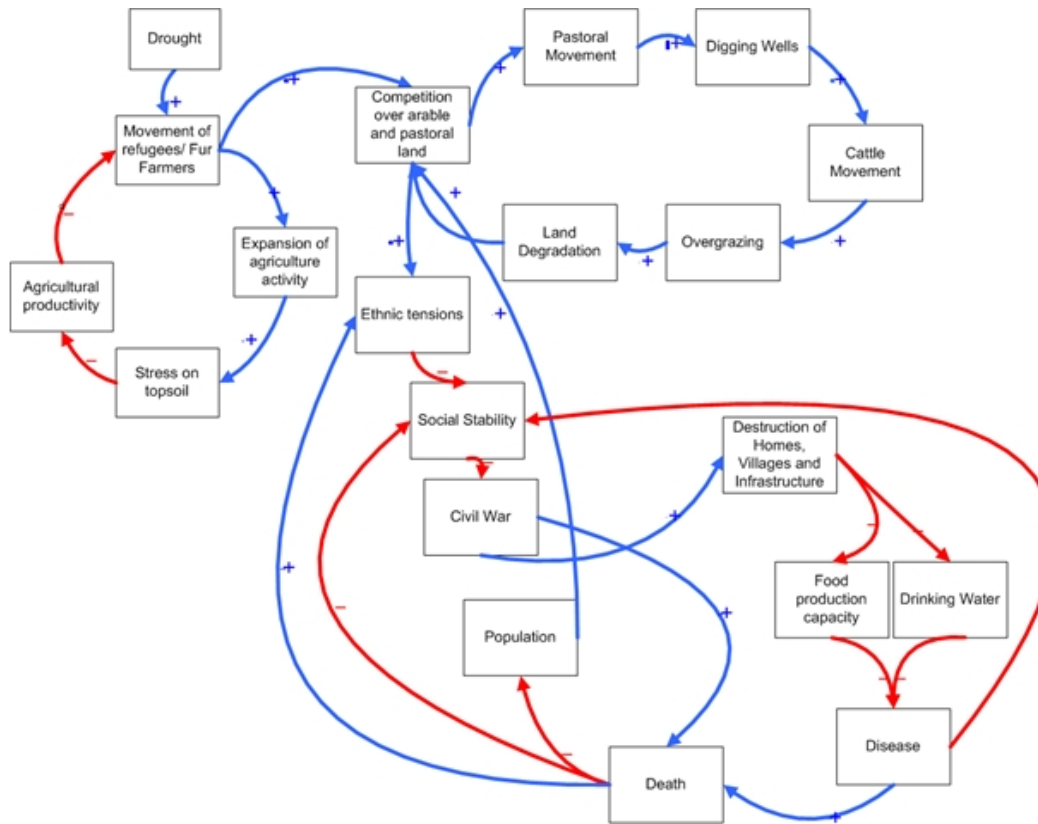 Drought
Pastoral
Movement
Digging Wells
Competition
over arable
and pastoral
land
Movement of
refugees/ Fur
Farmers
Cattle
Movement
Expansion of
agriculture
activity
Land
Degradation
Overgrazing
Agricultural
productivity
Ethnic tensions
Stress on
topsoil
Social Stability
Destruction of
Homes,
Villages and
Infrastructure
Civil War
Food
production
capacity
Drinking Water
Population
Disease
Death